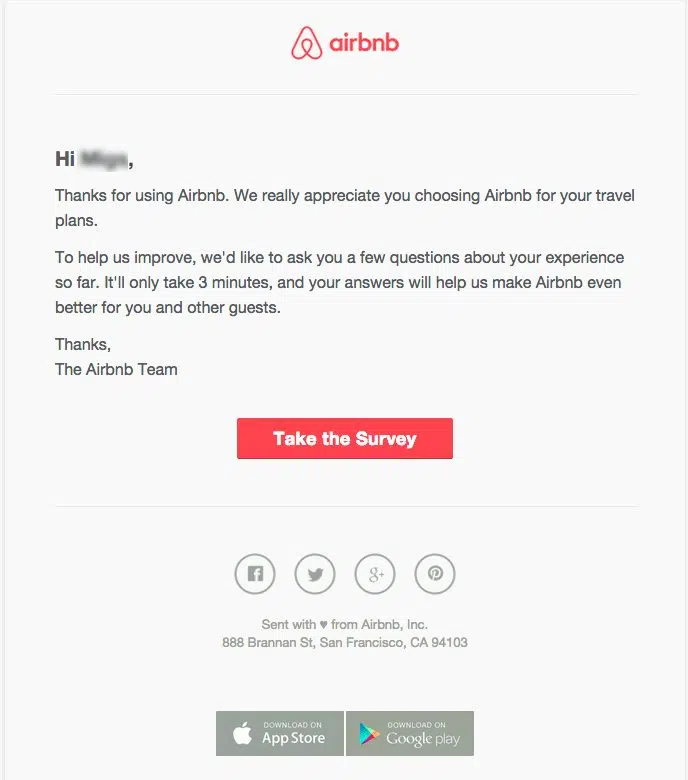 airbnb
Hi ,
Thanks for using Airbnb. We really appreciate you choosing Airbnb for your travel
plans.
To help us improve, we'd like to ask you a few questions about your experience
so far. It'll only take 3 minutes, and your answers will help us make Airbnb even
better for you and other guests.
Thanks,
The Airbnb Team
Take the Survey
g+
Sent with ♥ from Airbnb, Inc.
888 Brannan St, San Francisco, CA 94103
DOWNLOAD ON
App Store
DOWNLOAD ON
Google play